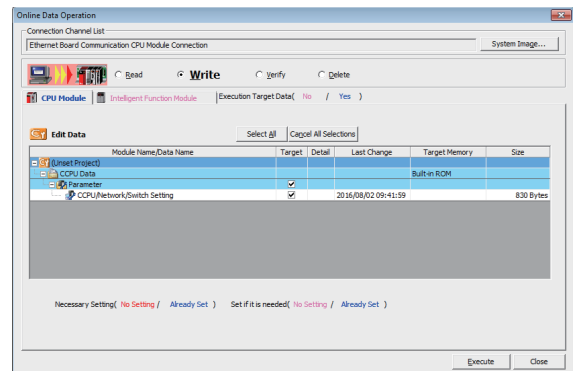 Online Data Operation
Connection Channel List
Ethernet Board Communication CPU Module Connection
System Image...
Read Write Verify Delete
CPU Module Intelligent Function Module Execution Target Data( No / Yes )
Edit Data Select All Cancel All Selections
Module Name/Data Name Target Detail Last Change Target Memory Size
(Unset Project)
CCPU Data Built-in ROM
Parameter
CCPU/Network/Switch Setting 2016/08/02 09:41:59 830 Bytes
Necessary Setting( No Setting / Already Set ) Set if it is needed( No Setting / Already Set )
Execute Close